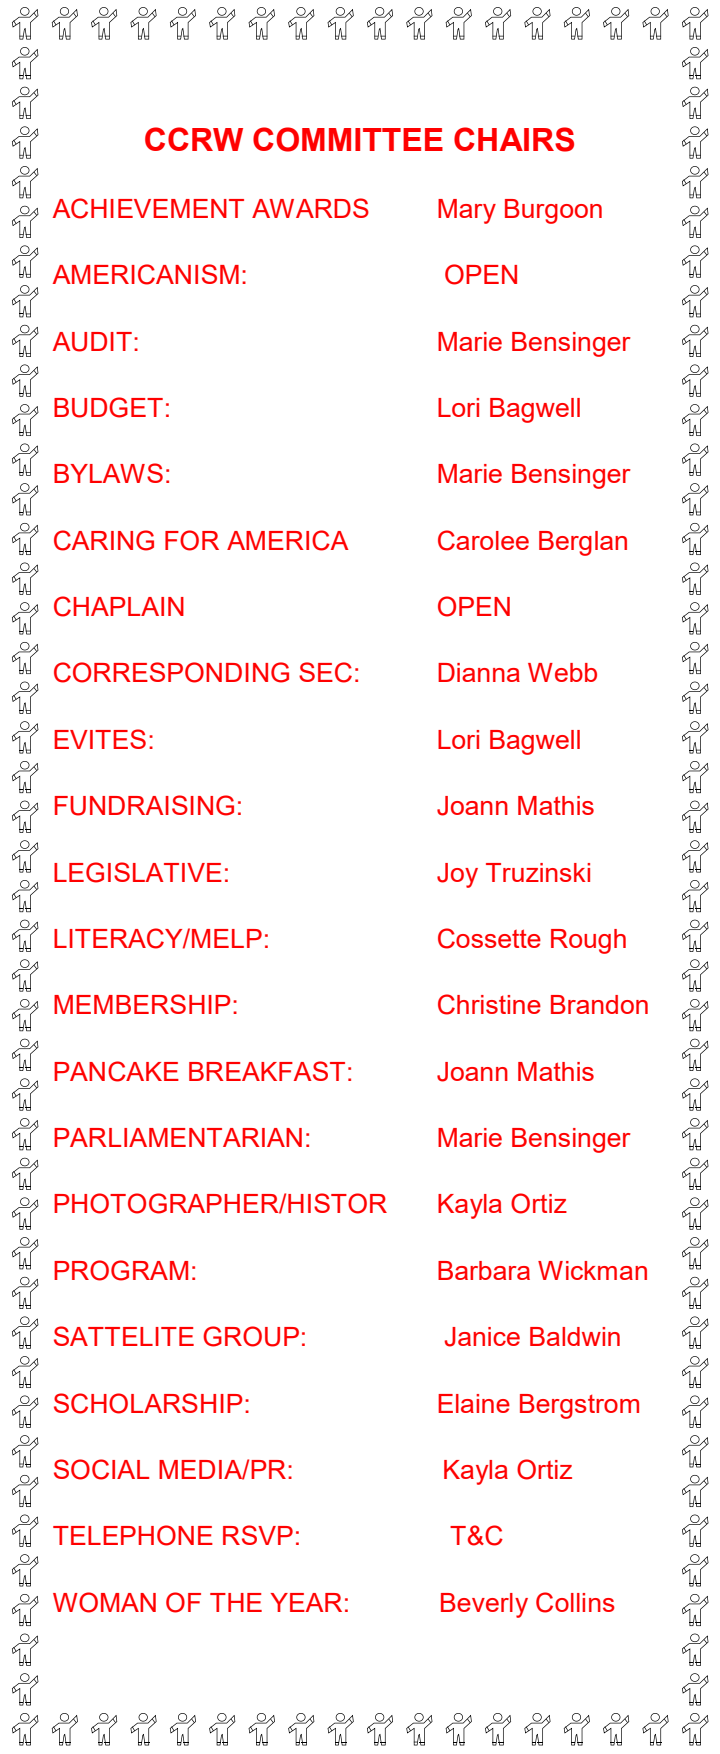 CCRW COMMITTEE CHAIRS
ACHIEVEMENT AWARDS Mary Burgoon
AMERICANISM: OPEN
AUDIT: Marie Bensinger
BUDGET: Lori Bagwell
BYLAWS: Marie Bensinger
CARING FOR AMERICA Carolee Berglan
CHAPLAIN OPEN
CORRESPONDING SEC: Dianna Webb
EVITES: Lori Bagwell
FUNDRAISING: Joann Mathis
LEGISLATIVE: Joy Truzinski
LITERACY/MELP: Cossette Rough
MEMBERSHIP: Christine Brandon
PANCAKE BREAKFAST: Joann Mathis
PARLIAMENTARIAN: Marie Bensinger
PHOTOGRAPHER/HISTOR Kayla Ortiz
PROGRAM: Barbara Wickman
SATTELITE GROUP: Janice Baldwin
SCHOLARSHIP: Elaine Bergstrom
SOCIAL MEDIA/PR: Kayla Ortiz
TELEPHONE RSVP: T&C
WOMAN OF THE YEAR: Beverly Collins